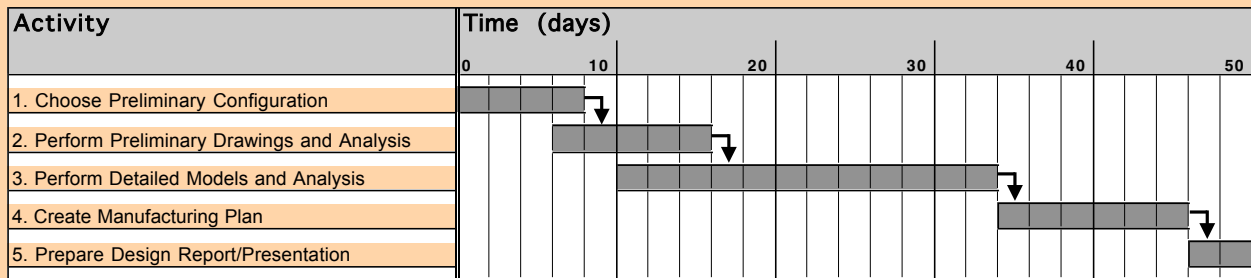 Activity
Time (days)
0 10 20 30 40 50
1. Choose Preliminary Configuration
2. Perform Preliminary Drawings and Analysis
3. Perform Detailed Models and Analysis
4. Create Manufacturing Plan
5. Prepare Design Report/Presentation